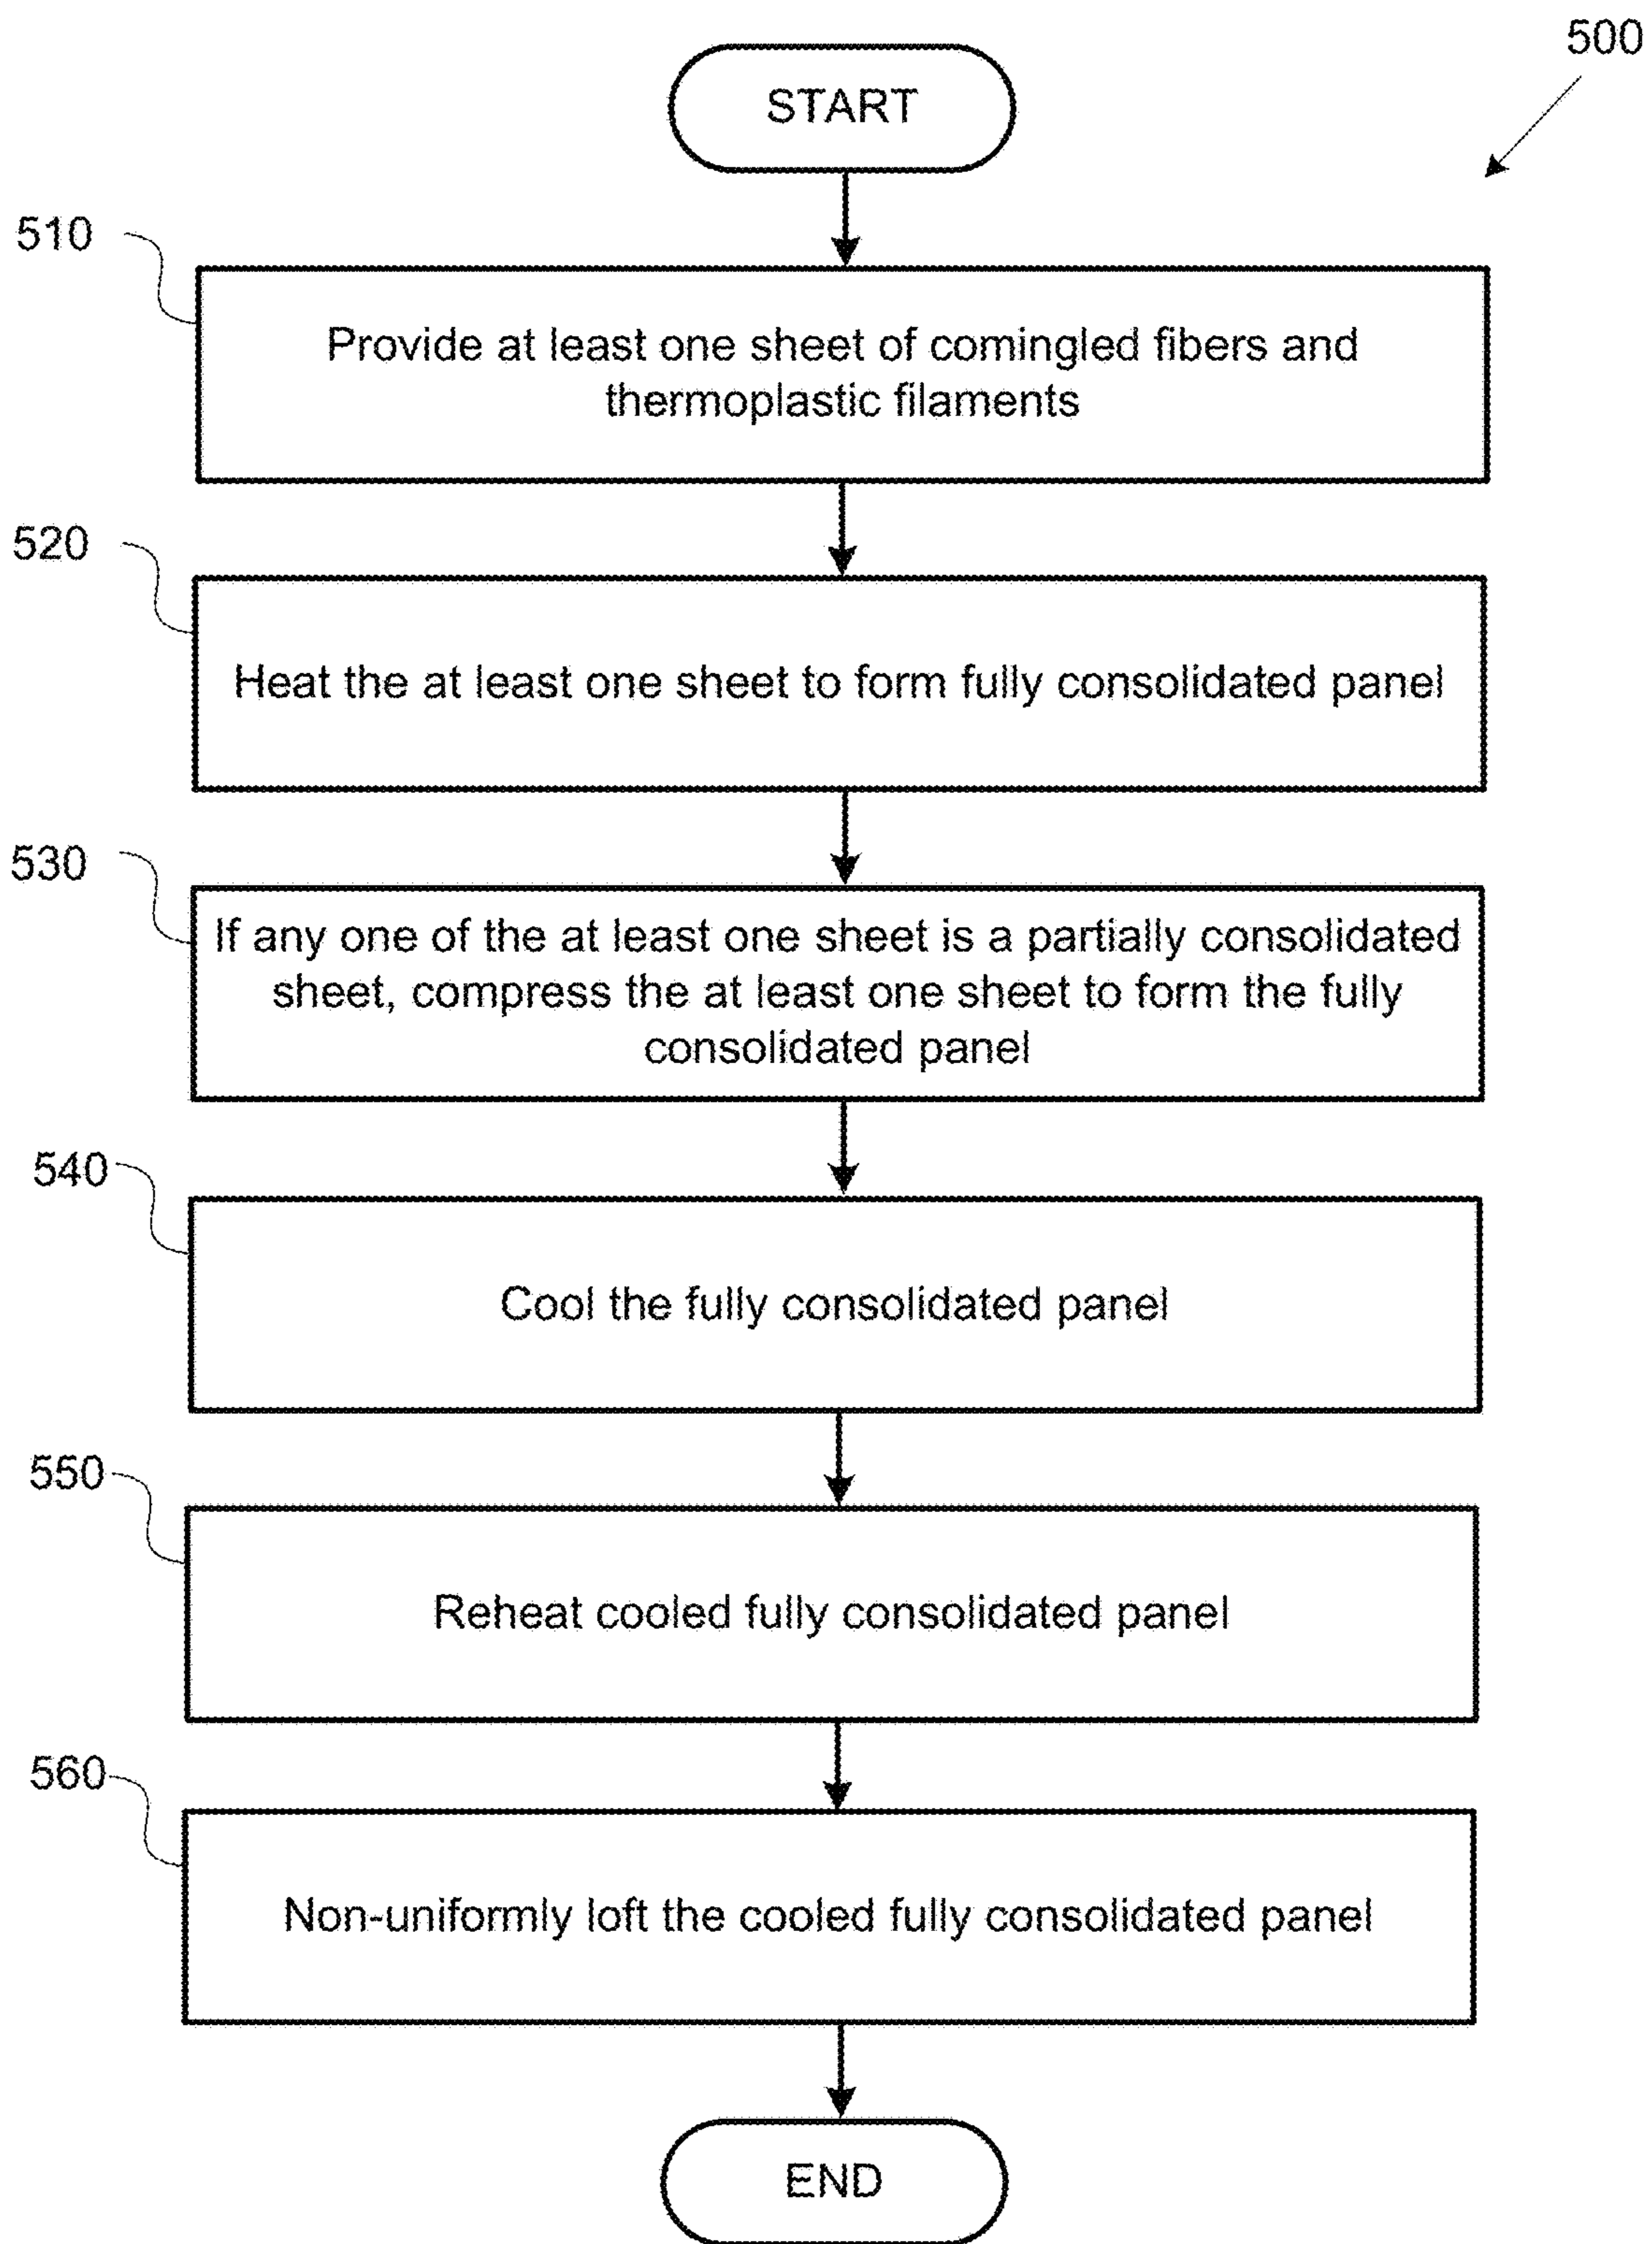 500
START
510
Provide at least one sheet of comingled fibers and
thermoplastic filaments
520
Heat the at least one sheet to form fully consolidated panel
530
If any one of the at least one sheet is a partially consolidated
sheet, compress the at least one sheet to form the fully
consolidated panel
540
Cool the fully consolidated panel
550
Reheat cooled fully consolidated panel
560
Non-uniformly loft the cooled fully consolidated panel
END